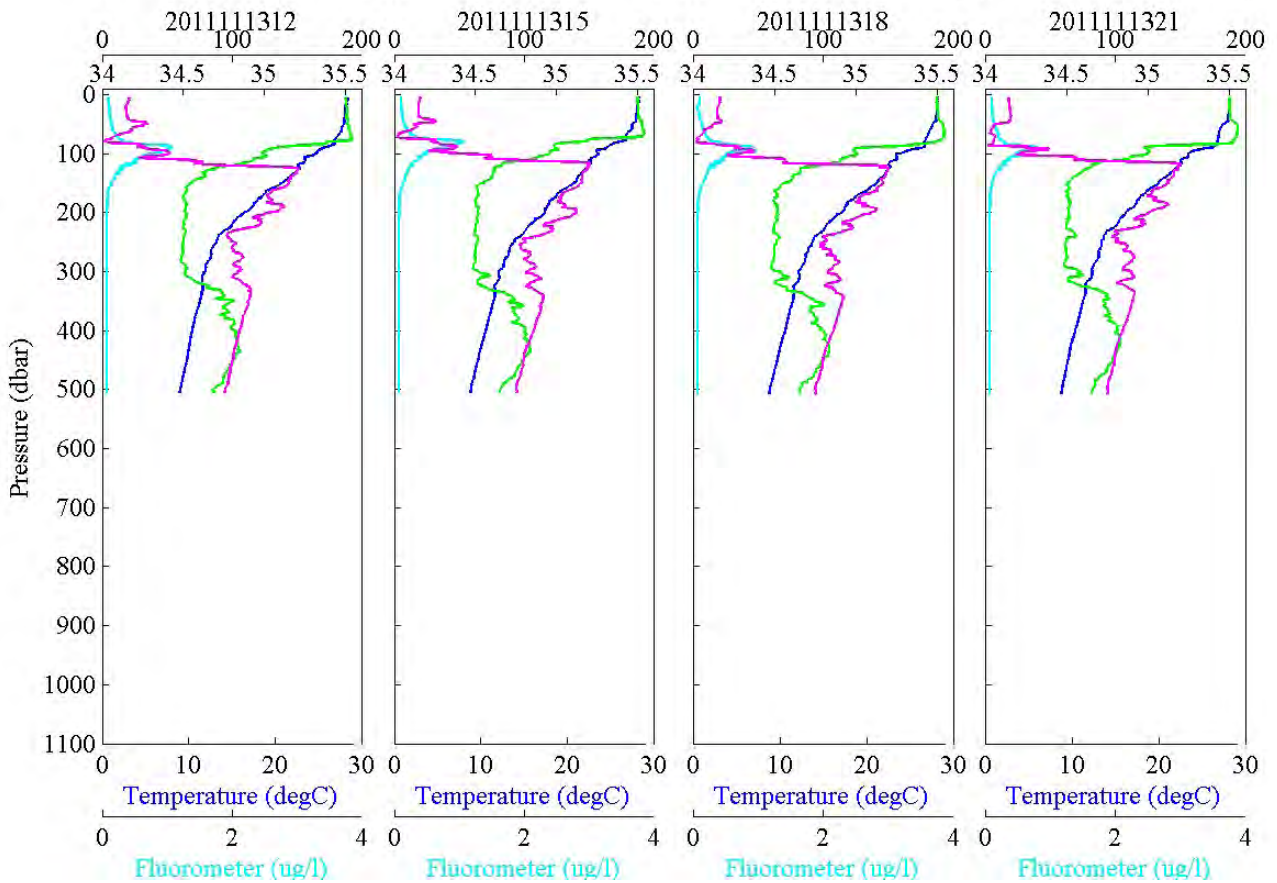 2011111312 2011111315 2011111318 2011111321
0 100 200 0 100 200 0 100 200 0 100 200
34 34.5 35 35.5 34 34.5 35 35.5 34 34.5 35 35.5 34 34.5 35 35.5
0
100
200
300
400
500
600
700
800
900
1000
1100
Pressure (dbar)
0 10 20 30 0 10 20 30 0 10 20 30 0 10 20 30
Temperature (degC) Temperature (degC) Temperature (degC) Temperature (degC)
0 2 4 0 2 4 0 2 4 0 2 4
Fluorometer (ug/l) Fluorometer (ug/l) Fluorometer (ug/l) Fluorometer (ug/l)